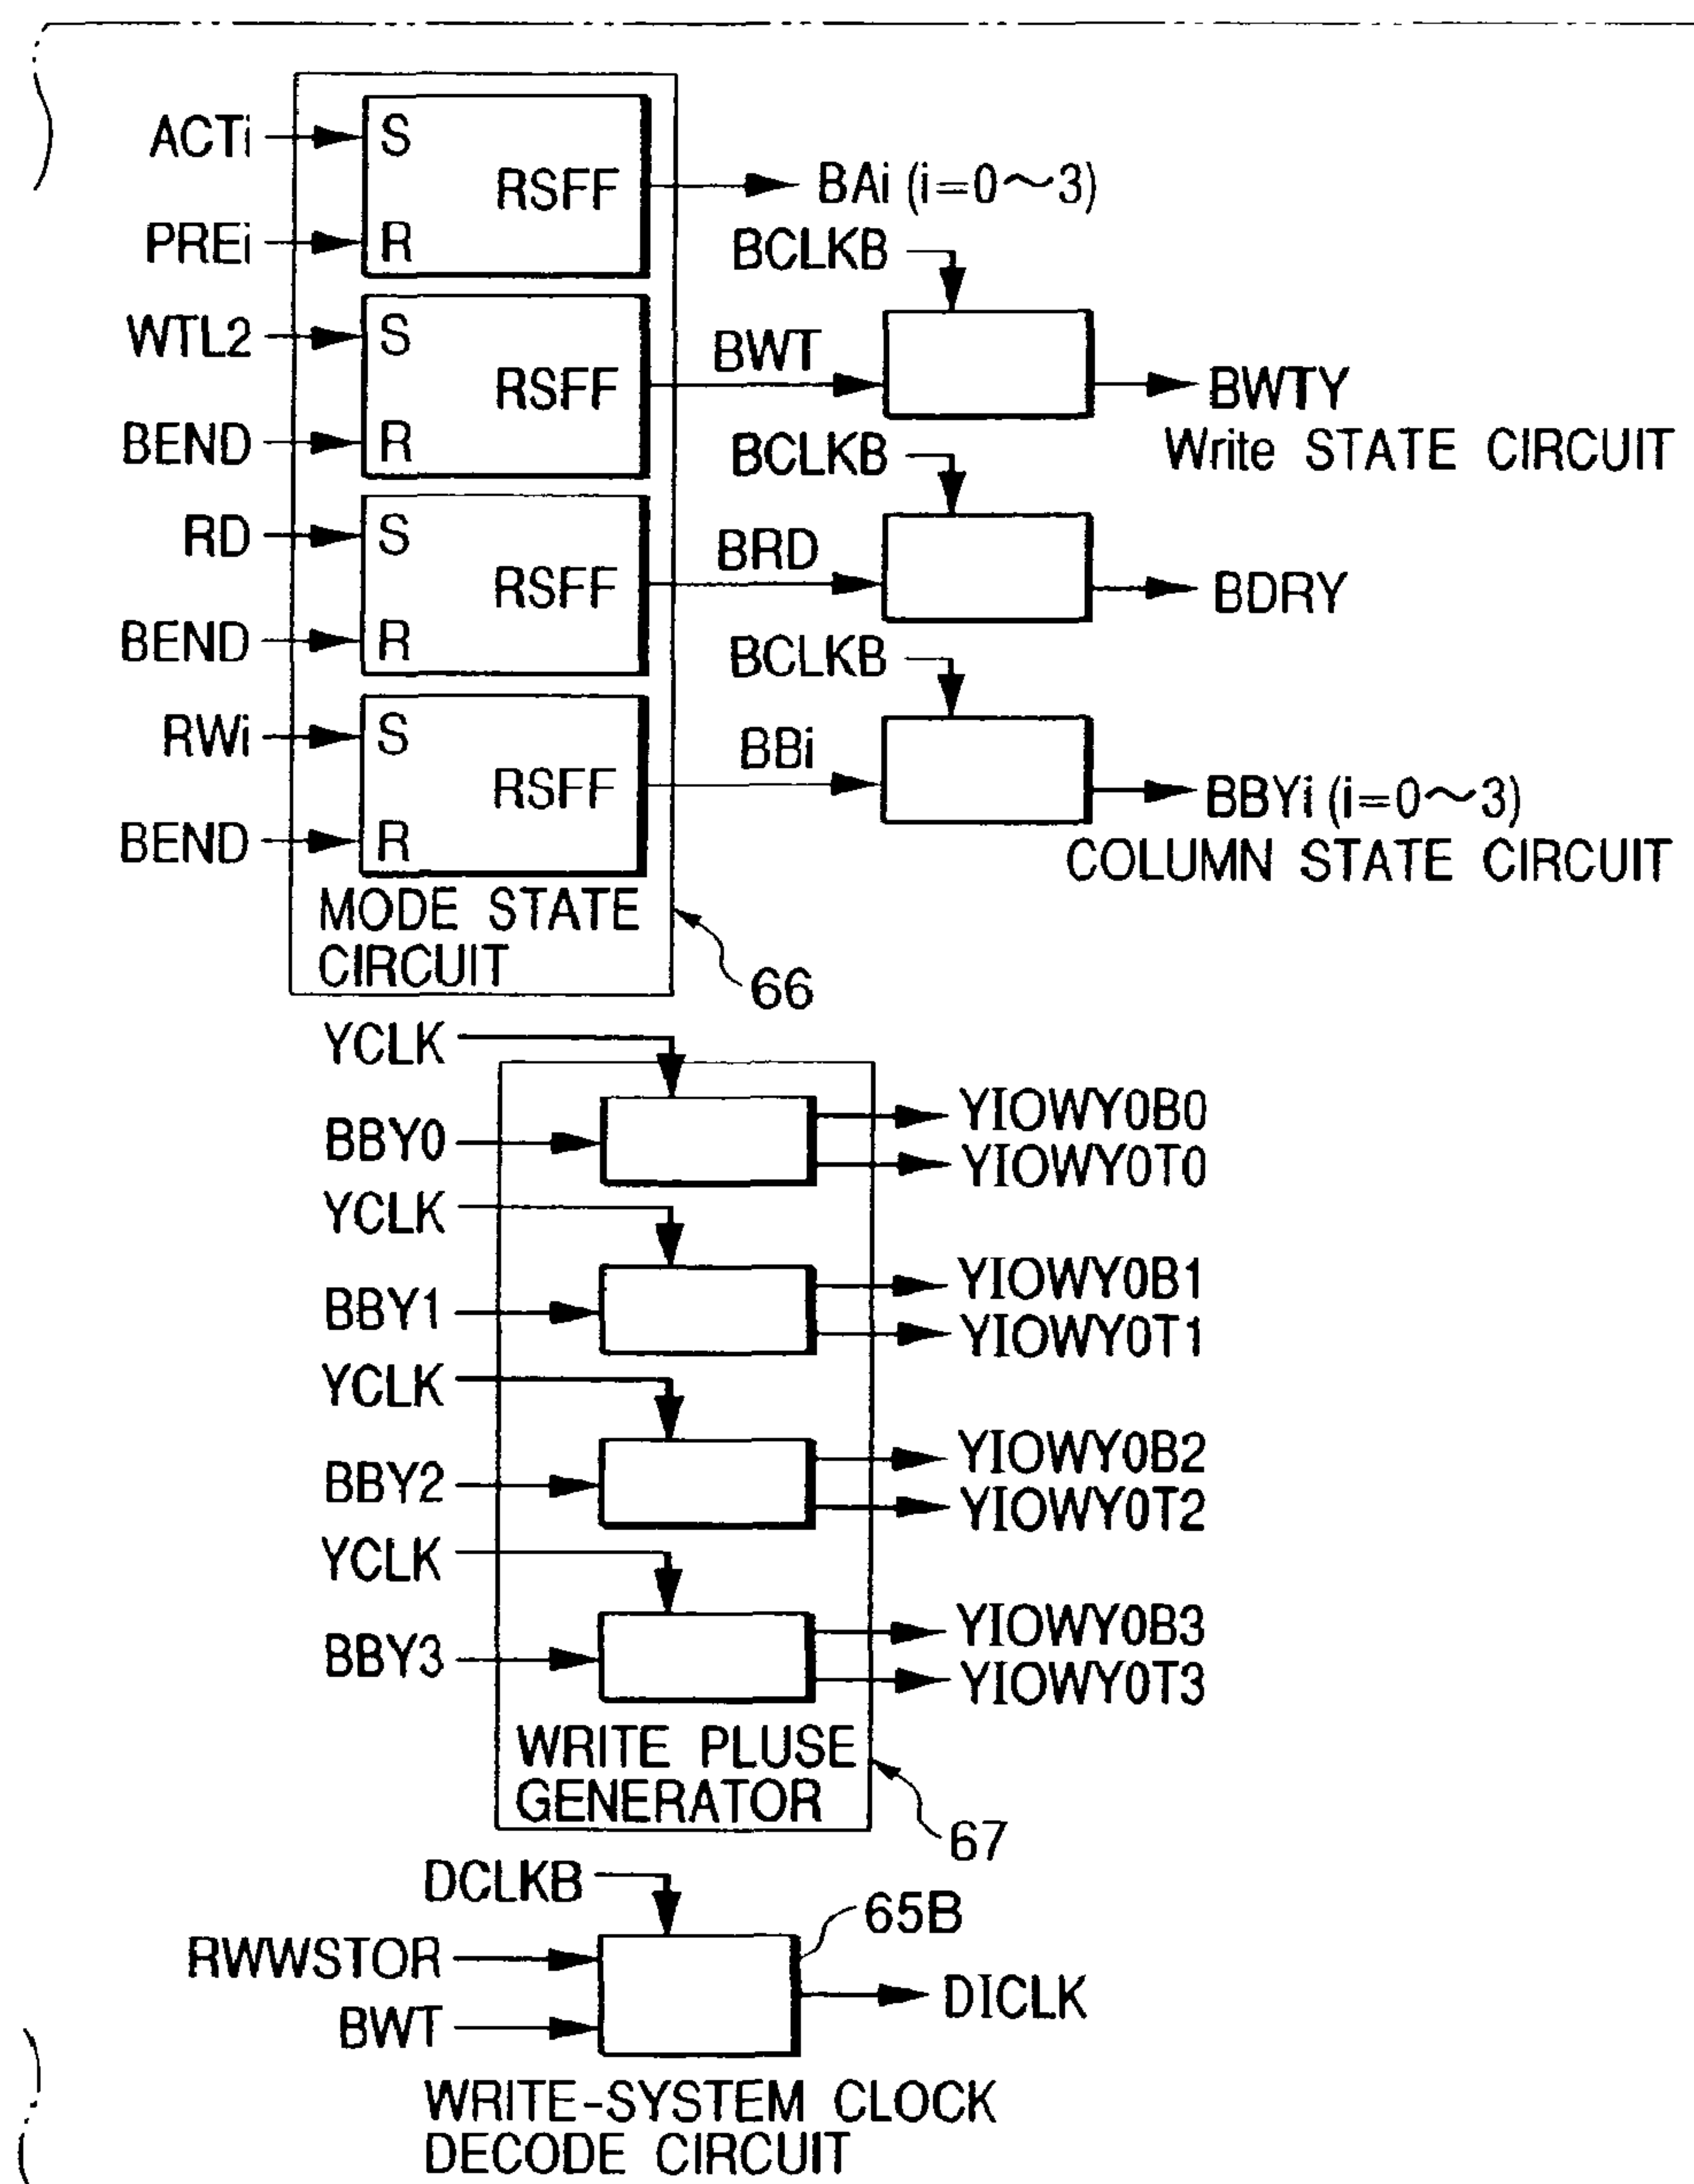 ACTi
S
RSFF
BAi (i=0～3)
PREi
R
BCLKB
WTL2
S
RSFF
BWT
BWTY
Write STATE CIRCUIT
BEND
R
BCLKB
RD
S
RSFF
BRD
BDRY
BEND
R
BCLKB
RWi
S
RSFF
BBi
BBYi (i=0～3)
COLUMN STATE CIRCUIT
BEND
R
MODE STATE
CIRCUIT
66
YCLK
BBY0
YIOWY0B0
YIOWY0T0
YCLK
BBY1
YIOWY0B1
YIOWY0T1
YCLK
BBY2
YIOWY0B2
YIOWY0T2
YCLK
BBY3
YIOWY0B3
YIOWY0T3
WRITE PLUSE
GENERATOR
67
DCLKB
65B
RWWSTOR
DICLK
BWT
WRITE-SYSTEM CLOCK
DECODE CIRCUIT